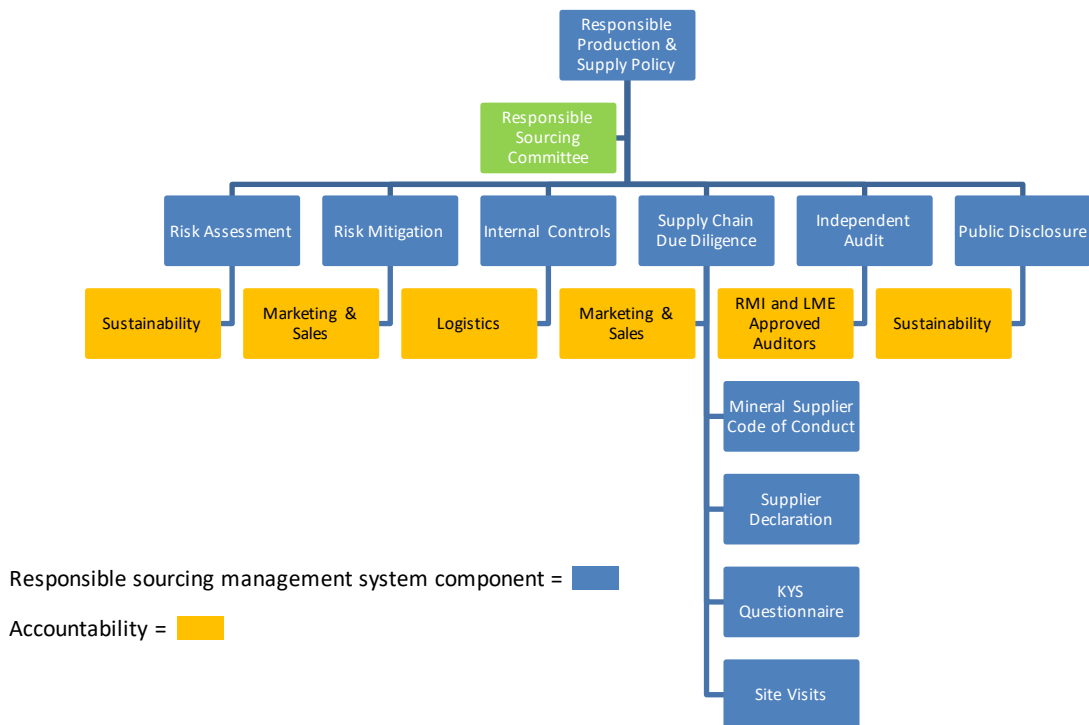 Responsible
Production &
Supply Policy
Responsible
Sourcing
Committee
Risk Assessment
Risk Mitigation
Internal Controls
Supply Chain
Due Diligence
Independent
Audit
Public Disclosure
Sustainability
Marketing &
Sales
Logistics
Marketing &
Sales
RMI and LME
Approved
Auditors
Sustainability
Mineral Supplier
Code of Conduct
Supplier
Declaration
KYS
Questionnaire
Site Visits
Responsible sourcing management system component =
Accountability =